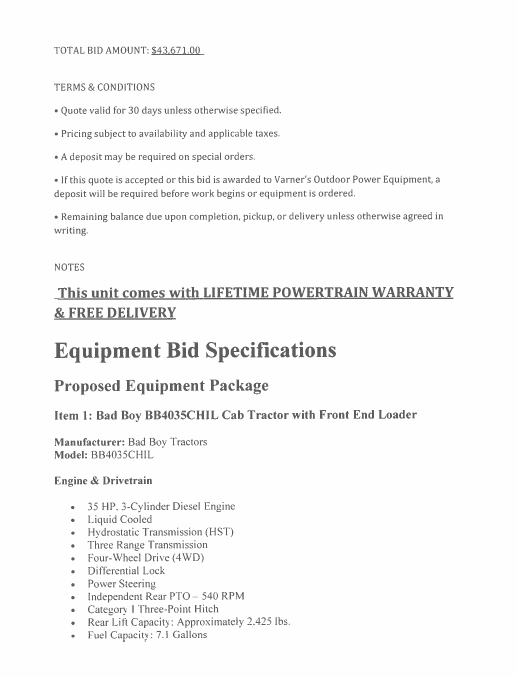 TOTAL BID AMOUNT: $43,671.00
TERMS & CONDITIONS
• Quote valid for 30 days unless otherwise specified.
• Pricing subject to availability and applicable taxes.
• A deposit may be required on special orders.
• If this quote is accepted or this bid is awarded to Varner's Outdoor Power Equipment, a
deposit will be required before work begins or equipment is ordered.
• Remaining balance due upon completion, pickup, or delivery unless otherwise agreed in
writing.
NOTES
This unit comes with LIFETIME POWERTRAIN WARRANTY
& FREE DELIVERY
Equipment Bid Specifications
Proposed Equipment Package
Item 1: Bad Boy BB4035CHIL Cab Tractor with Front End Loader
Manufacturer: Bad Boy Tractors
Model: BB4035CHIL
Engine & Drivetrain
• 35 HP. 3-Cylinder Diesel Engine
• Liquid Cooled
• Hydrostatic Transmission (HST)
• Three Range Transmission
• Four-Wheel Drive (4WD)
• Differential Lock
• Power Steering
• Independent Rear PTO – 540 RPM
• Category I Three-Point Hitch
• Rear Lift Capacity: Approximately 2,425 lbs.
• Fuel Capacity: 7.1 Gallons